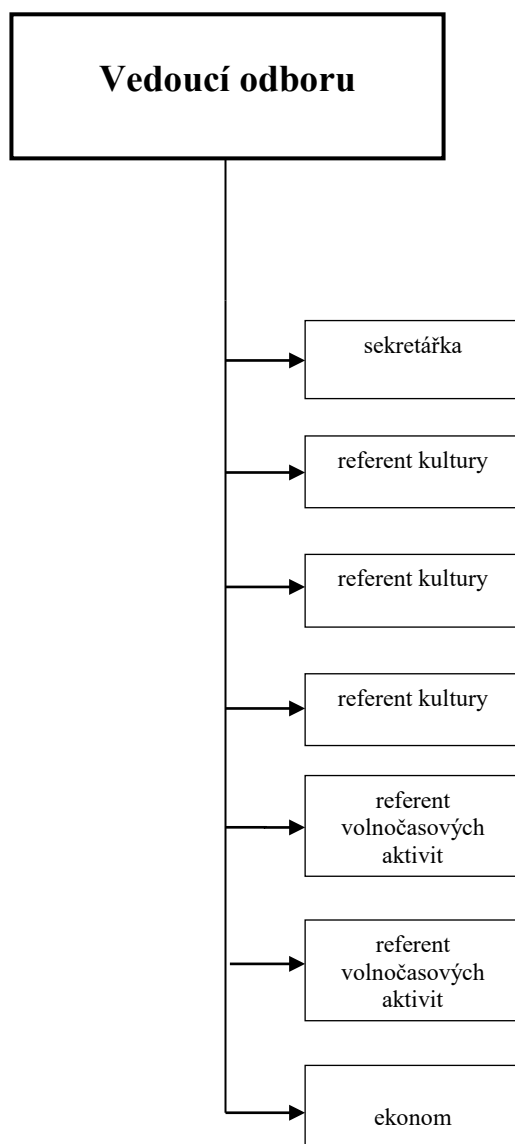 Vedoucí odboru
sekretářka
referent kultury
referent kultury
referent kultury
referent
volnočasových
aktivit
referent
volnočasových
aktivit
ekonom